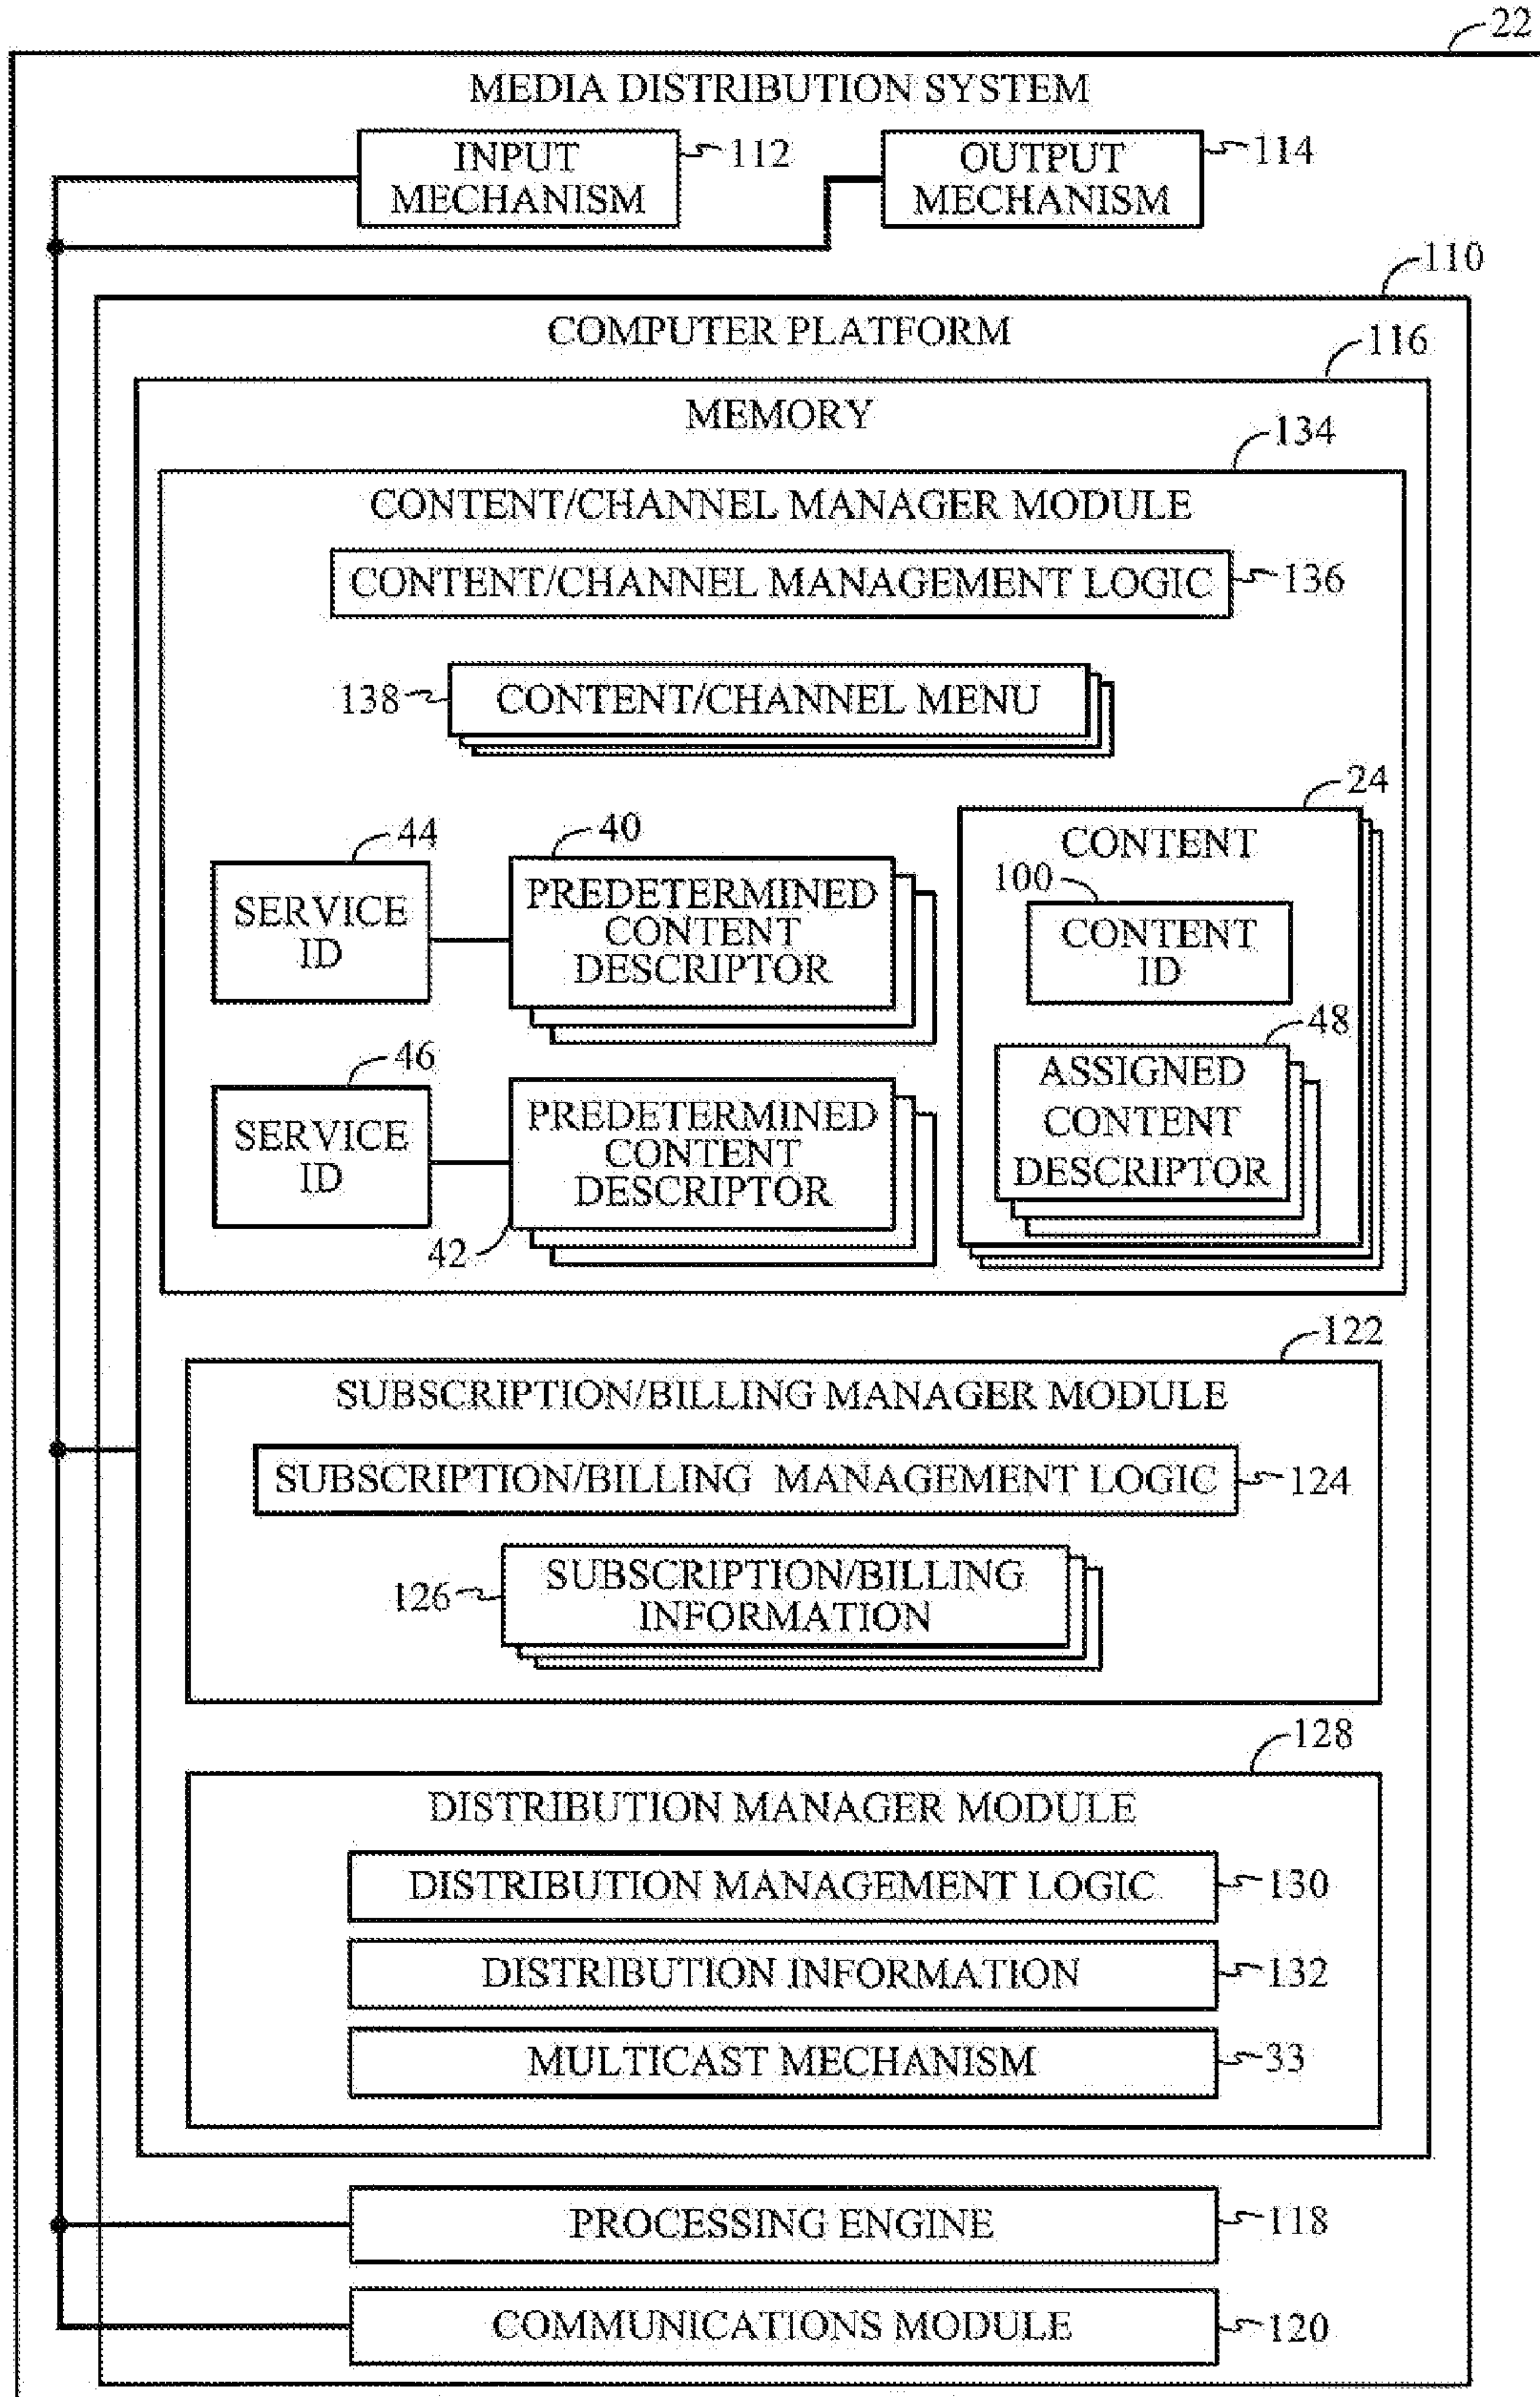 22
MEDIA DISTRIBUTION SYSTEM
INPUT
MECHANISM
112
OUTPUT
MECHANISM
114
110
COMPUTER PLATFORM
116
MEMORY
134
CONTENT/CHANNEL MANAGER MODULE
CONTENT/CHANNEL MANAGEMENT LOGIC
136
138
CONTENT/CHANNEL MENU
44
SERVICE
ID
40
PREDETERMINED
CONTENT
DESCRIPTOR
24
CONTENT
100
CONTENT
ID
48
ASSIGNED
CONTENT
DESCRIPTOR
46
SERVICE
ID
PREDETERMINED
CONTENT
DESCRIPTOR
42
122
SUBSCRIPTION/BILLING MANAGER MODULE
SUBSCRIPTION/BILLING MANAGEMENT LOGIC
124
126
SUBSCRIPTION/BILLING
INFORMATION
128
DISTRIBUTION MANAGER MODULE
DISTRIBUTION MANAGEMENT LOGIC
130
DISTRIBUTION INFORMATION
132
MULTICAST MECHANISM
33
PROCESSING ENGINE
118
COMMUNICATIONS MODULE
120